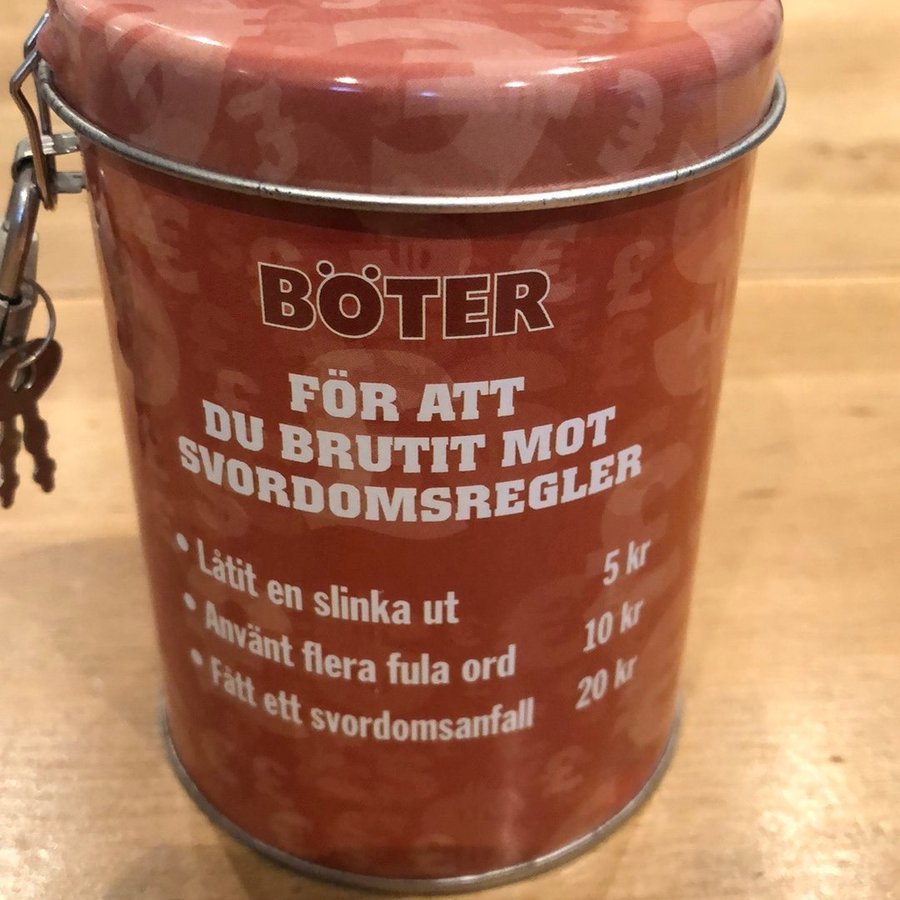 BÖTER
FÖR ATT
DU BRUTIT MOT
SVORDOMSREGLER
• Låtit en slinka ut 5 kr
• Använt flera fula ord 10 kr
• Fått ett svordomsanfall 20 kr